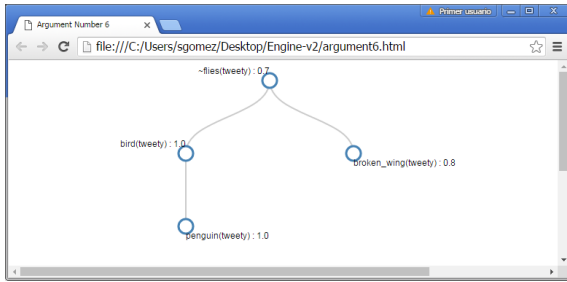 Primer usuario
Argument Number 6
file:///C:/Users/sgomez/Desktop/Engine-v2/argument6.html
~flies(tweety) : 0.7
bird(tweety) : 1.0
broken_wing(tweety) : 0.8
penguin(tweety) : 1.0